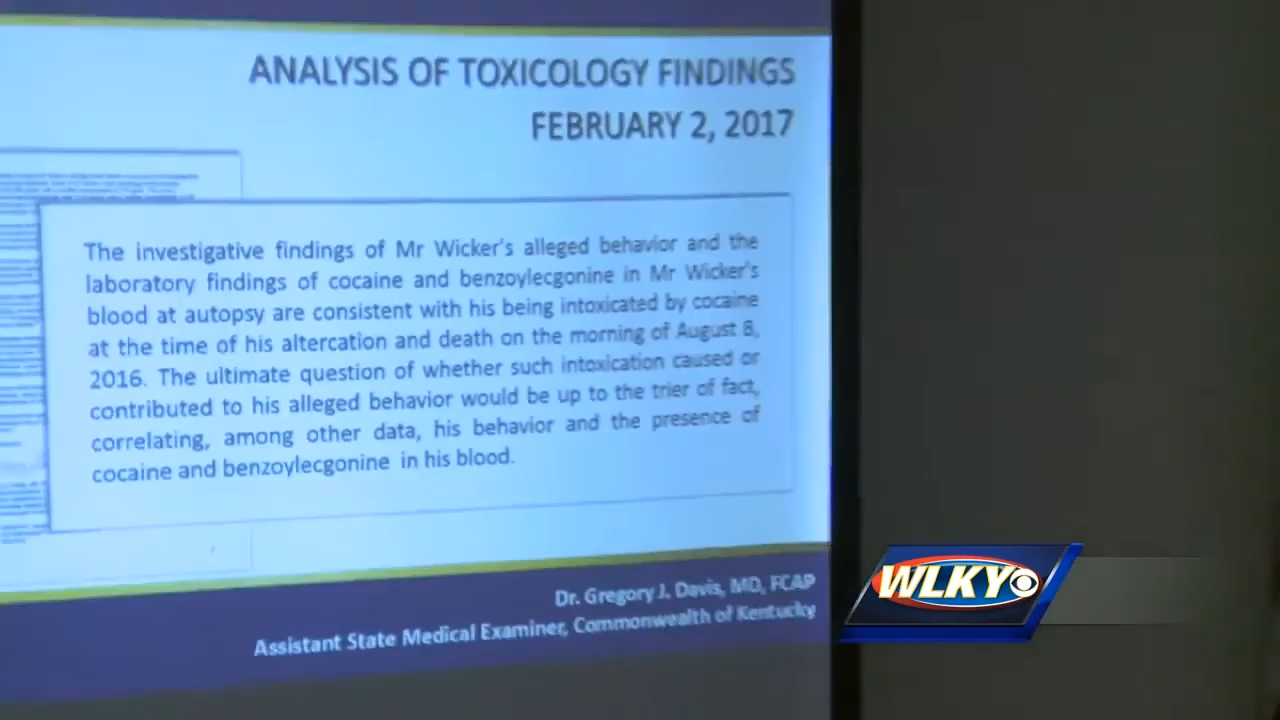 ANALYSIS OF TOXICOLOGY FINDINGS
FEBRUARY 2, 2017
The investigative findings of Mr Wicker's alleged behavior and the
laboratory findings of cocaine and benzoylecgonine in Mr Wicker's
blood at autopsy are consistent with his being intoxicated by cocaine
at the time of his altercation and death on the morning of August 8,
2016. The ultimate question of whether such intoxication caused or
contributed to his alleged behavior would be up to the trier of fact,
correlating, among other data, his behavior and the presence of
cocaine and benzoylecgonine in his blood.
Dr. Gregory J. Davis, MD, FCAP
Assistant State Medical Examiner, Commonwealth of Kentucky
WLKY